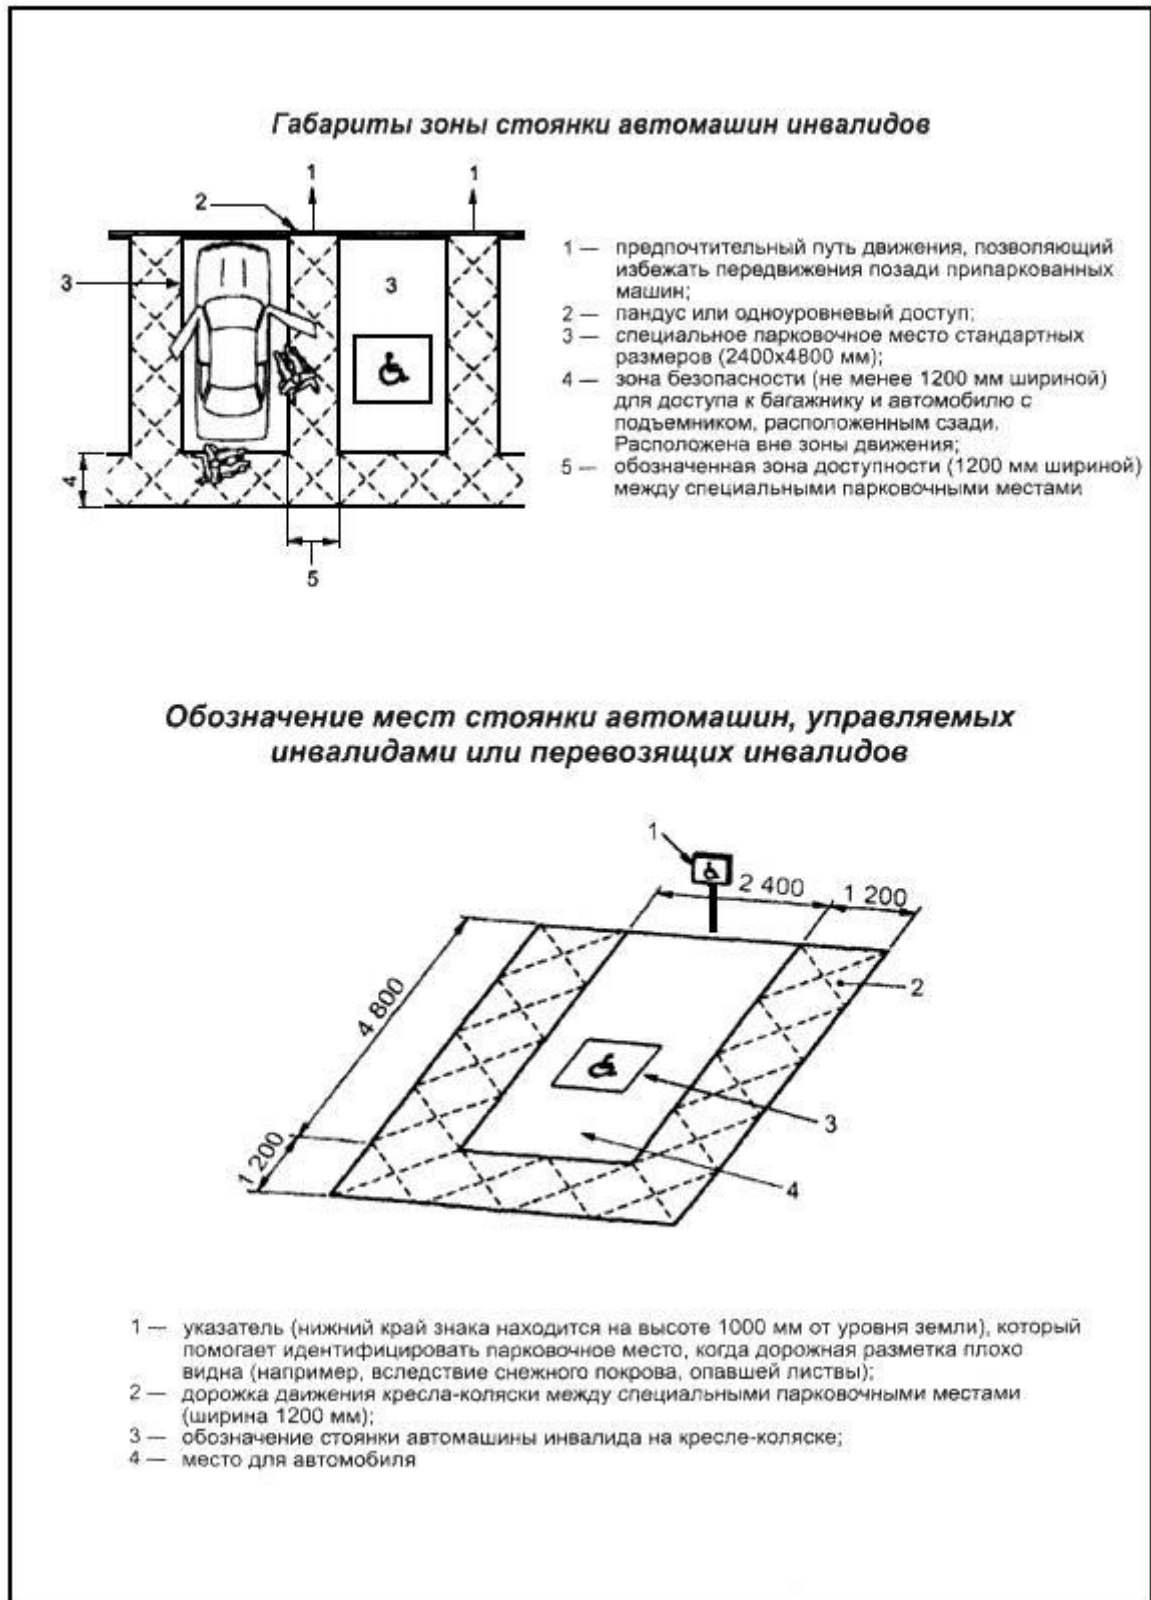 Габариты зоны стоянки автомашин инвалидов
1
1
2
3
3
4
5
1 — предпочтительный путь движения, позволяющий
избежать передвижения позади припаркованных
машин;
2 — пандус или одноуровневый доступ;
3 — специальное парковочное место стандартных
размеров (2400х4800 мм);
4 — зона безопасности (не менее 1200 мм шириной)
для доступа к багажнику и автомобилю с
подъемником, расположенным сзади.
Расположена вне зоны движения;
5 — обозначенная зона доступности (1200 мм шириной)
между специальными парковочными местами
Обозначение мест стоянки автомашин, управляемых
инвалидами или перевозящих инвалидов
1
2 400
1 200
2
4 800
3
1 200
4
1 — указатель (нижний край знака находится на высоте 1000 мм от уровня земли), который
помогает идентифицировать парковочное место, когда дорожная разметка плохо
видна (например, вследствие снежного покрова, опавшей листвы);
2 — дорожка движения кресла-коляски между специальными парковочными местами
(ширина 1200 мм);
3 — обозначение стоянки автомашины инвалида на кресле-коляске;
4 — место для автомобиля